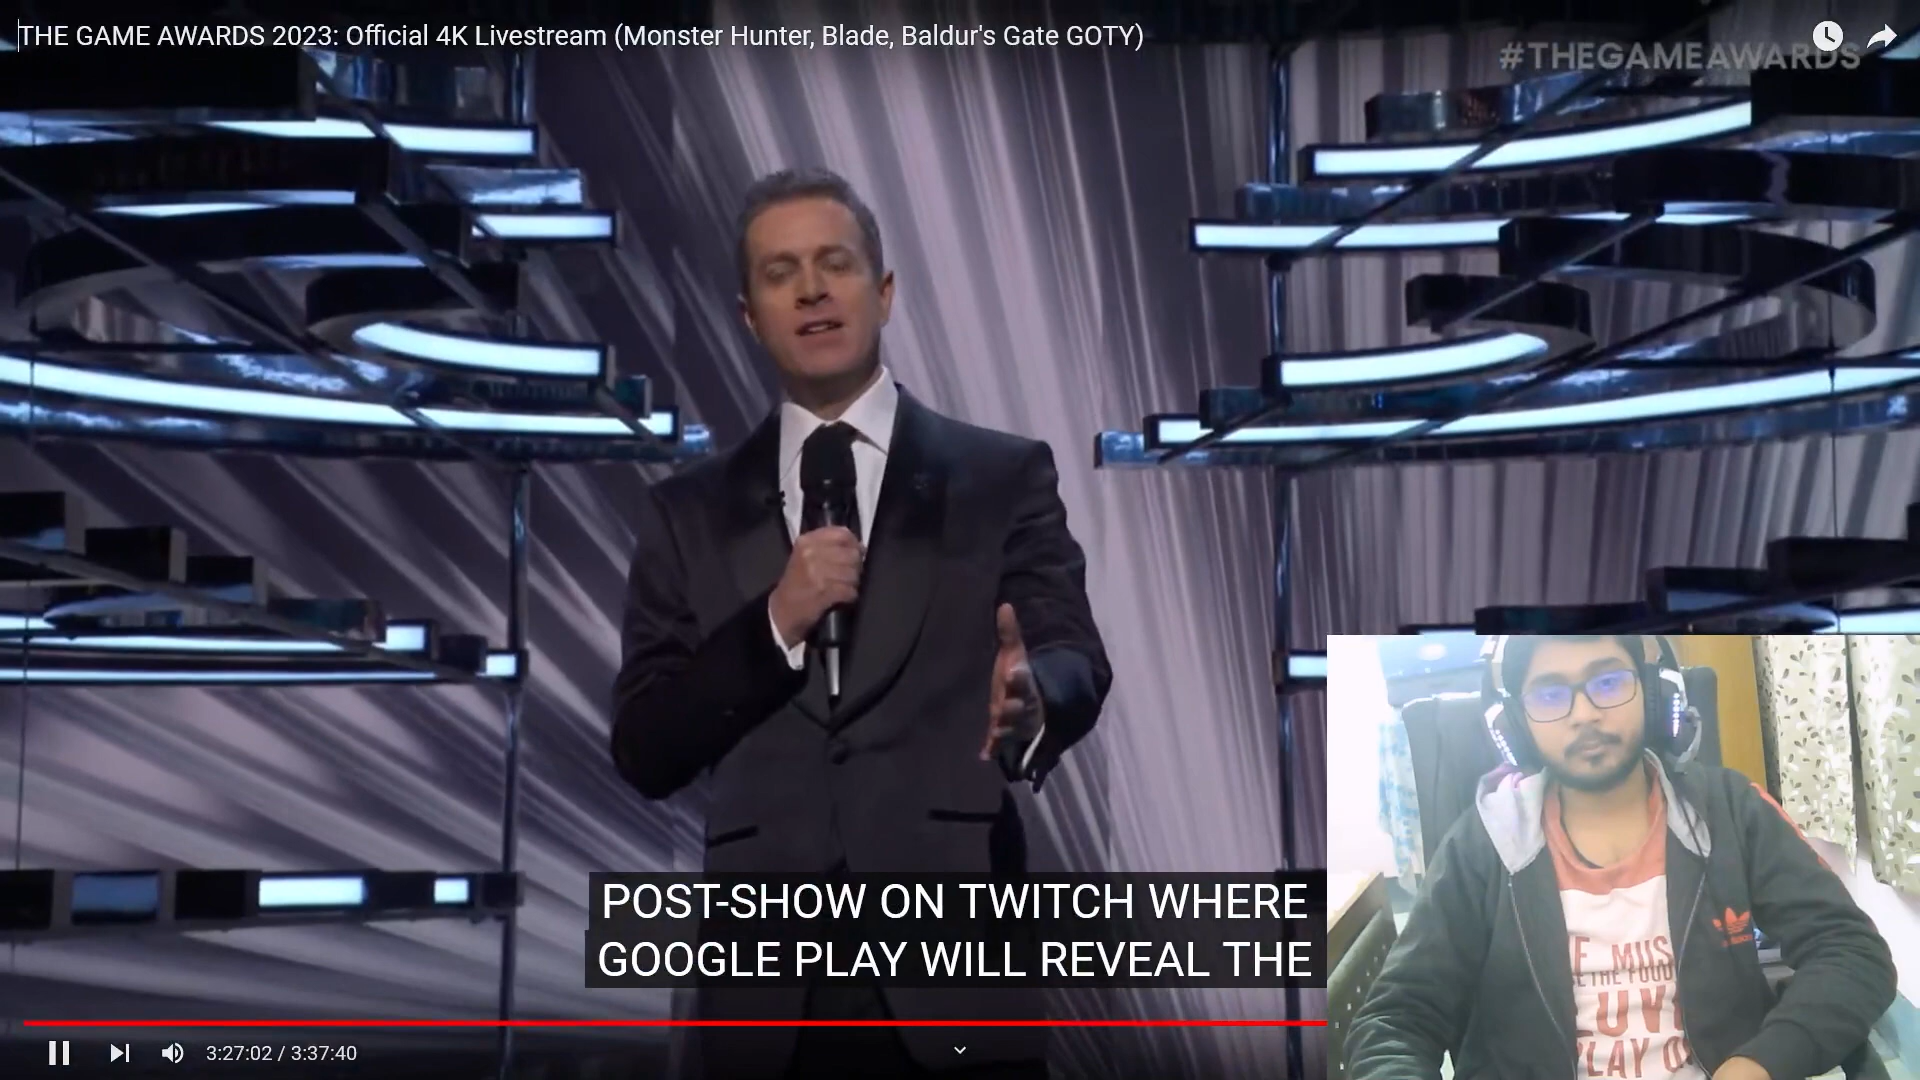 THE GAME AWARDS 2023: Official 4K Livestream (Monster Hunter, Blade, Baldur's Gate GOTY)
#THEGAMEAWARDS
POST-SHOW ON TWITCH WHERE
GOOGLE PLAY WILL REVEAL THE
3:27:02 / 3:37:40